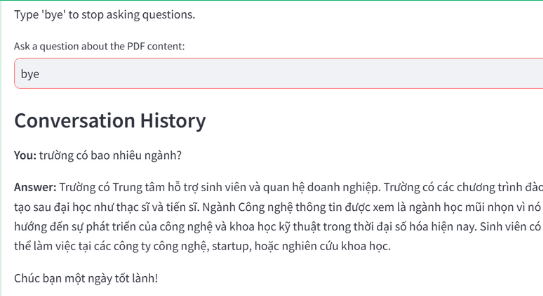 Type 'bye' to stop asking questions.
Ask a question about the PDF content:
bye
Conversation History
You: trường có bao nhiêu ngành?
Answer: Trường có Trung tâm hỗ trợ sinh viên và quan hệ doanh nghiệp. Trường có các chương trình đào
tạo sau đại học như thạc sĩ và tiến sĩ. Ngành Công nghệ thông tin được xem là ngành học mũi nhọn vì nó
hướng đến sự phát triển của công nghệ và khoa học kỹ thuật trong thời đại số hóa hiện nay. Sinh viên có
thể làm việc tại các công ty công nghệ, startup, hoặc nghiên cứu khoa học.
Chúc bạn một ngày tốt lành!